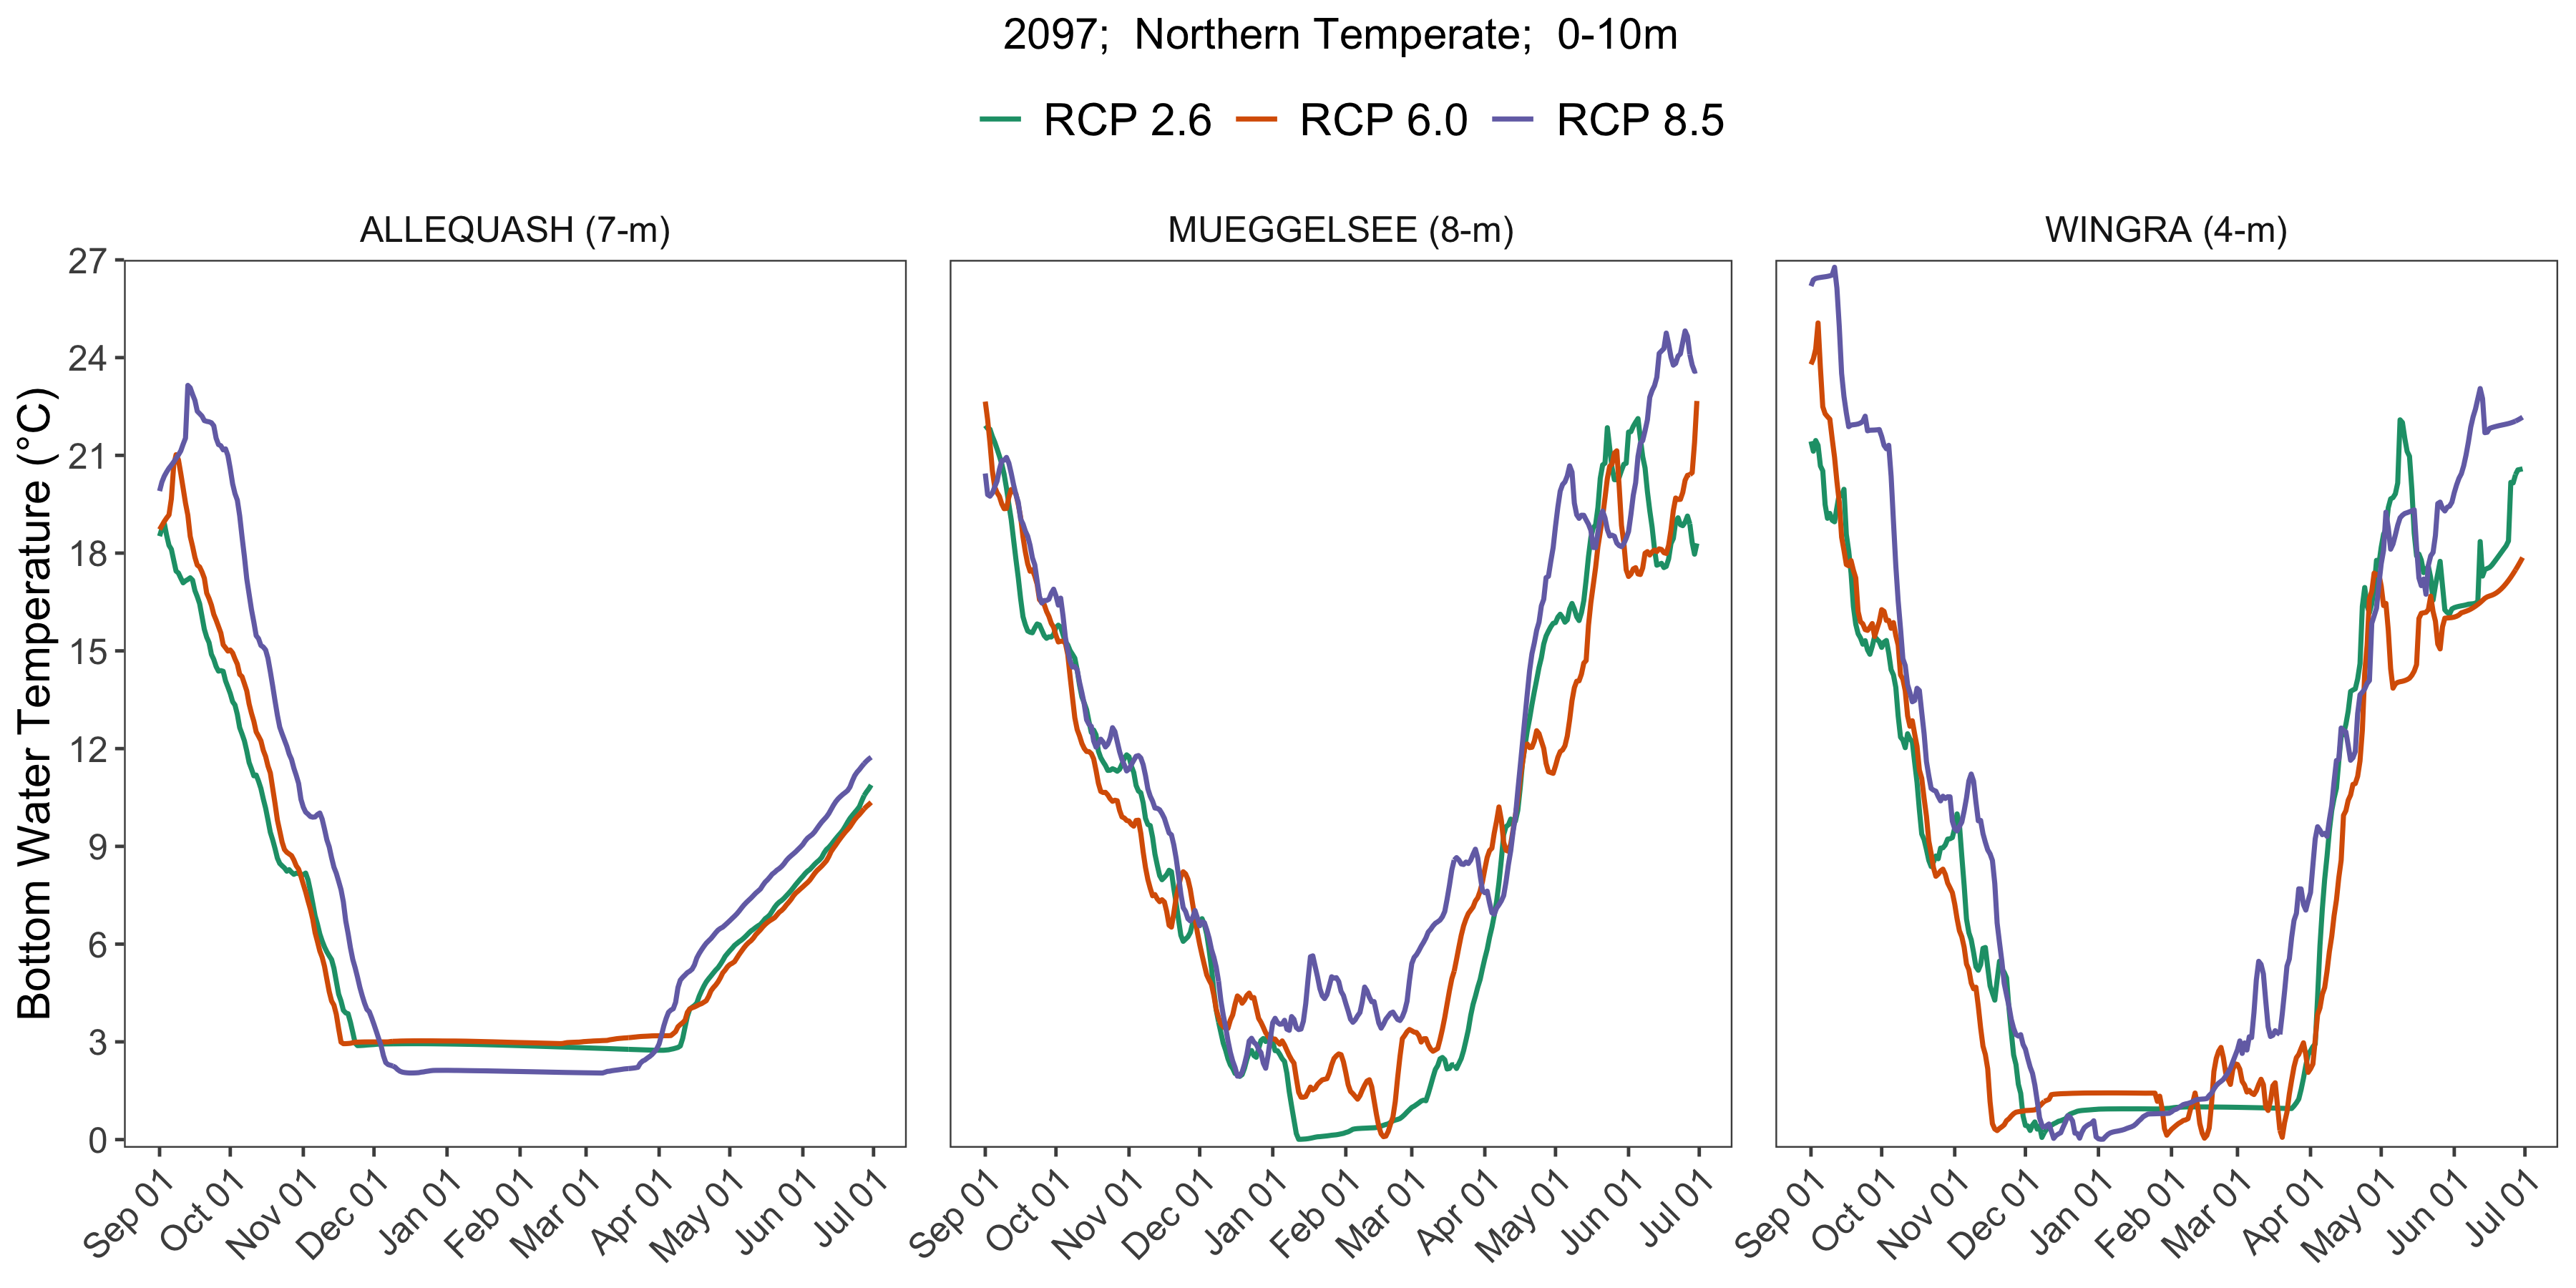 2097;  Northern Temperate;  0-10m
RCP 2.6 RCP 6.0 RCP 8.5
ALLEQUASH (7-m) MUEGGELSEE (8-m) WINGRA (4-m)
Bottom Water Temperature (°C)
27
24
21
18
15
12
9
6
3
0
Sep 01 Oct 01 Nov 01 Dec 01 Jan 01 Feb 01 Mar 01 Apr 01 May 01 Jun 01 Jul 01
Sep 01 Oct 01 Nov 01 Dec 01 Jan 01 Feb 01 Mar 01 Apr 01 May 01 Jun 01 Jul 01
Sep 01 Oct 01 Nov 01 Dec 01 Jan 01 Feb 01 Mar 01 Apr 01 May 01 Jun 01 Jul 01